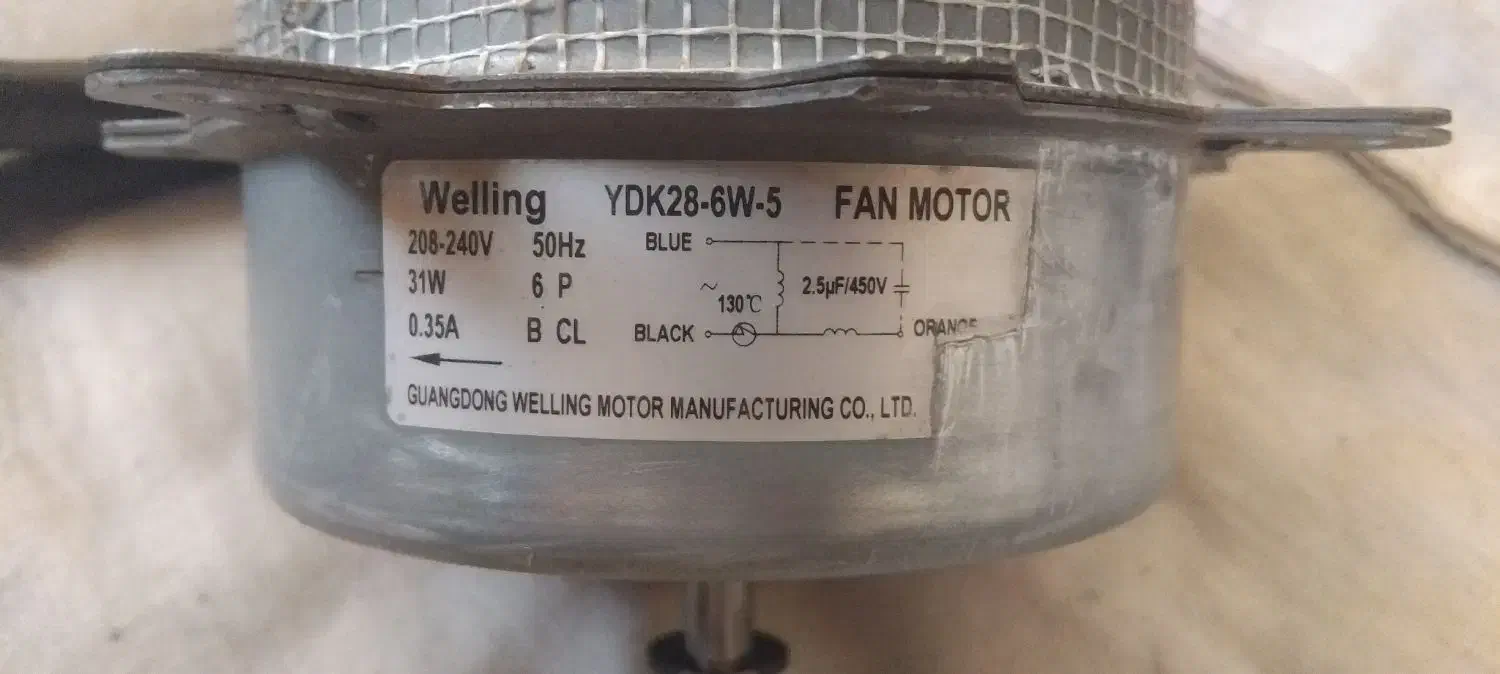 Welling YDK28-6W-5 FAN MOTOR
208-240V 50Hz BLUE
31W 6 P ~ 130℃ 2.5µF/450V
0.35A B CL BLACK ORANGE
GUANGDONG WELLING MOTOR MANUFACTURING CO., LTD.